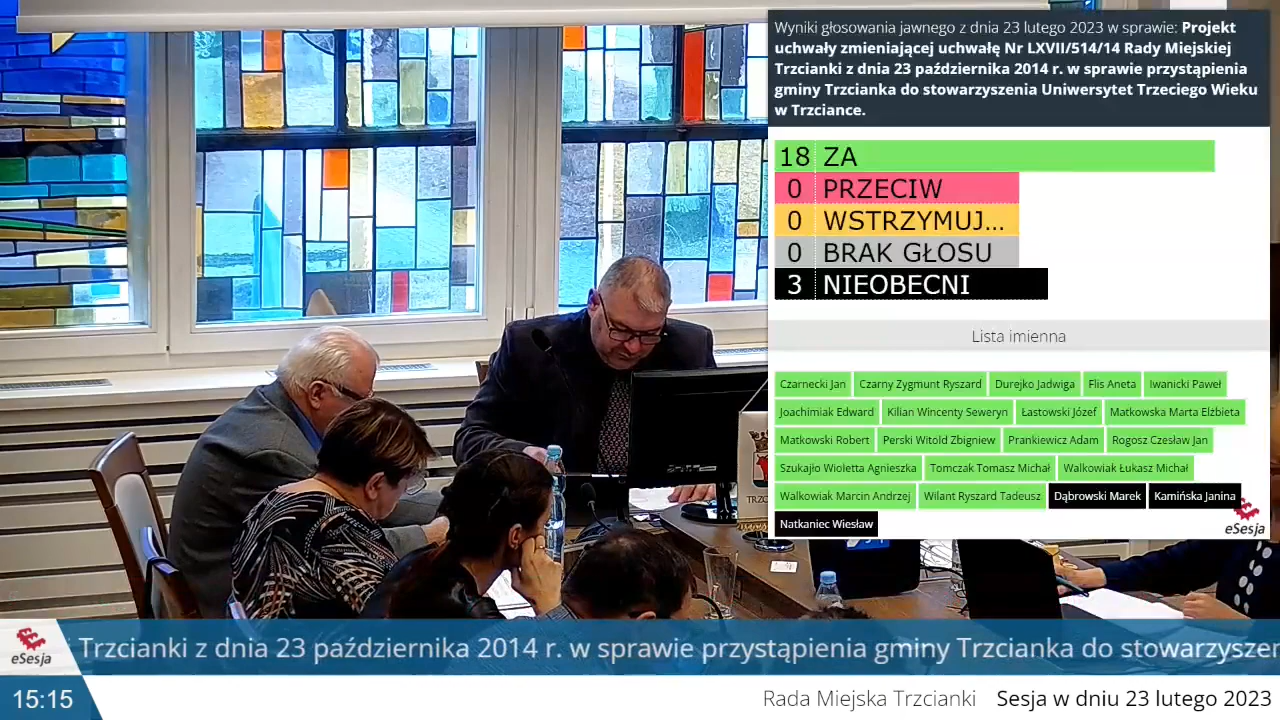 Wyniki głosowania jawnego z dnia 23 lutego 2023 w sprawie: Projekt
uchwały zmieniającej uchwałę Nr LXVII/514/14 Rady Miejskiej
Trzcianki z dnia 23 października 2014 r. w sprawie przystąpienia
gminy Trzcianka do stowarzyszenia Uniwersytet Trzeciego Wieku
w Trzciance.
18 ZA
0 PRZECIW
0 WSTRZYMUJ...
0 BRAK GŁOSU
3 NIEOBECNI
Lista imienna
Czarnecki Jan Czarny Zygmunt Ryszard Durejko Jadwiga Flis Aneta Iwanicki Paweł
Joachimiak Edward Kilian Wincenty Seweryn Łastowski Józef Matkowska Marta Elżbieta
Matkowski Robert Perski Witold Zbigniew Prankiewicz Adam Rogosz Czesław Jan
Szukajło Wioletta Agnieszka Tomczak Tomasz Michał Walkowiak Łukasz Michał
Walkowiak Marcin Andrzej Wilant Ryszard Tadeusz Dąbrowski Marek Kamińska Janina
Natkaniec Wiesław
eSesja
TRZC
eSesja
Trzcianki z dnia 23 października 2014 r. w sprawie przystąpienia gminy Trzcianka do stowarzyszen
15:15
Rada Miejska Trzcianki Sesja w dniu 23 lutego 2023